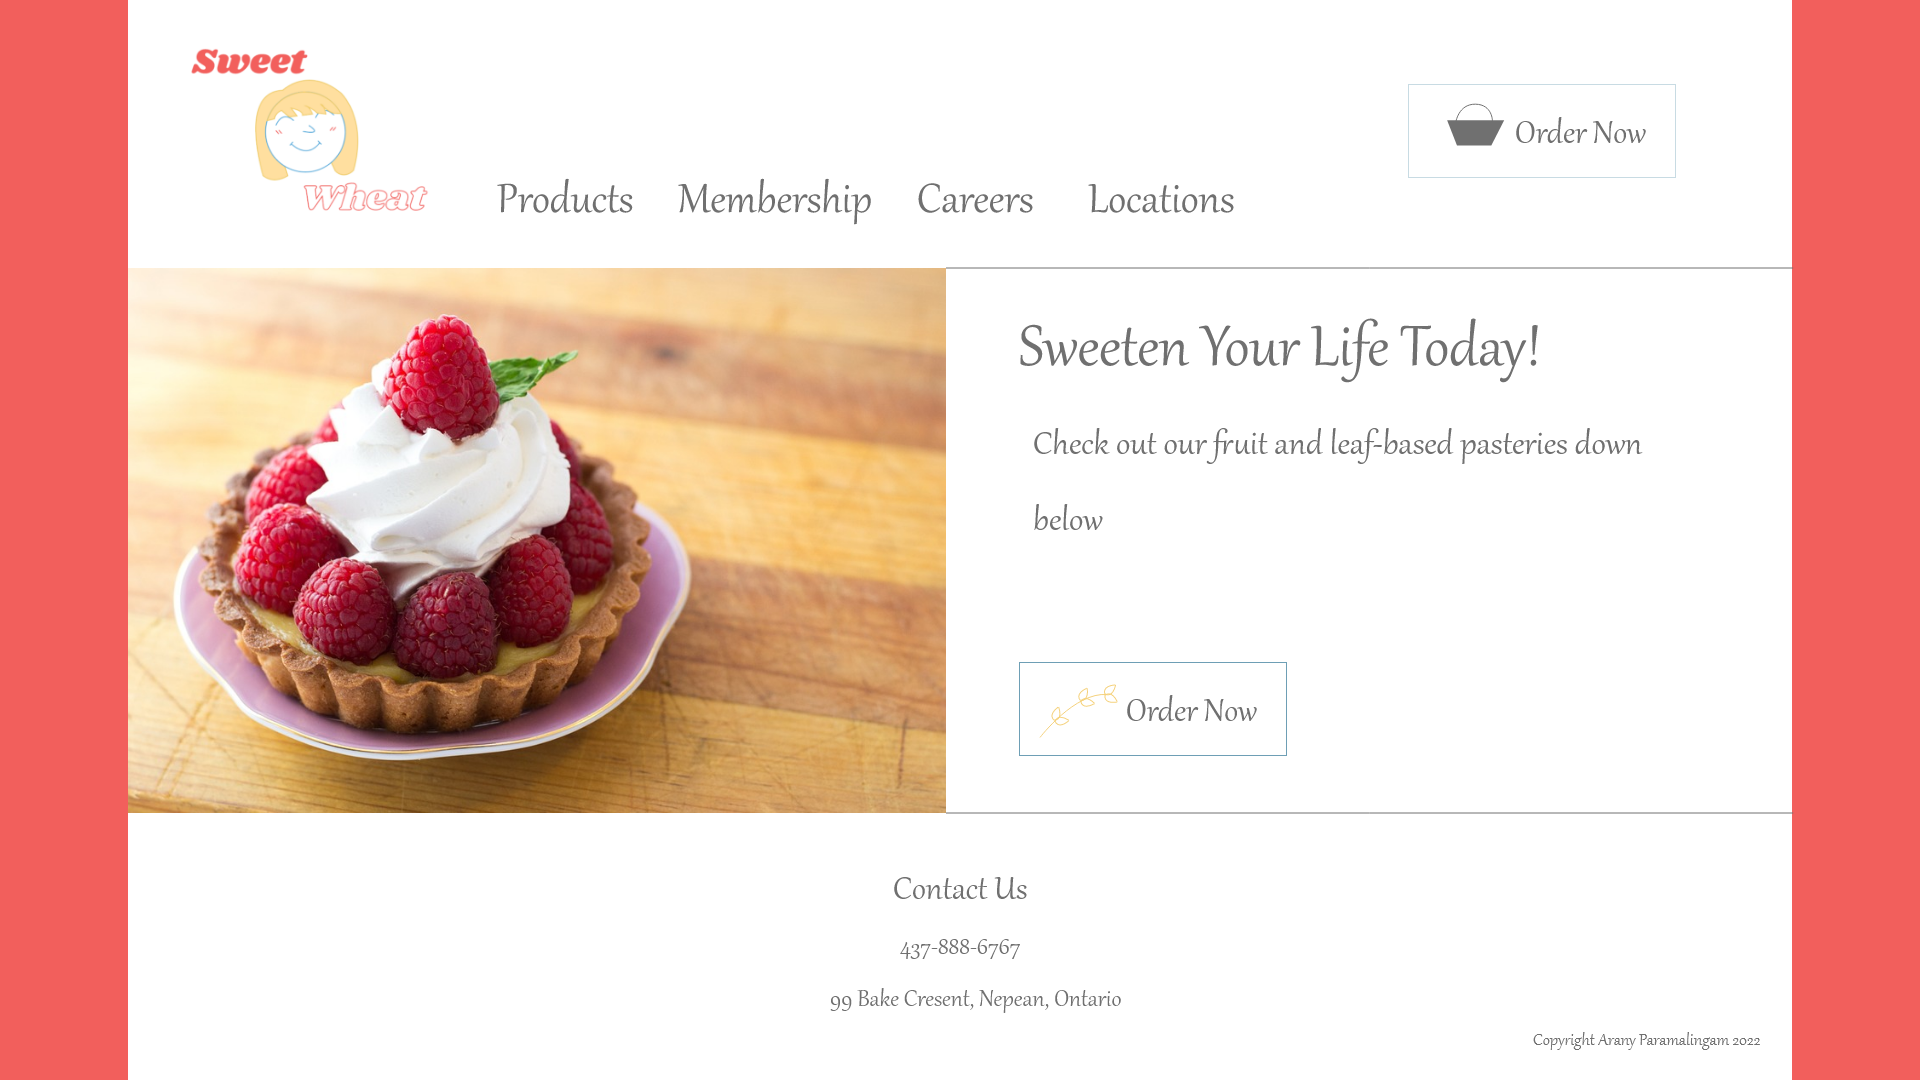 Sweet
Wheat
Products Membership Careers Locations
Order Now
Sweeten Your Life Today!
Check out our fruit and leaf-based pasteries down
below
Order Now
Contact Us
437-888-6767
99 Bake Cresent, Nepean, Ontario
Copyright Arany Paramalingam 2022